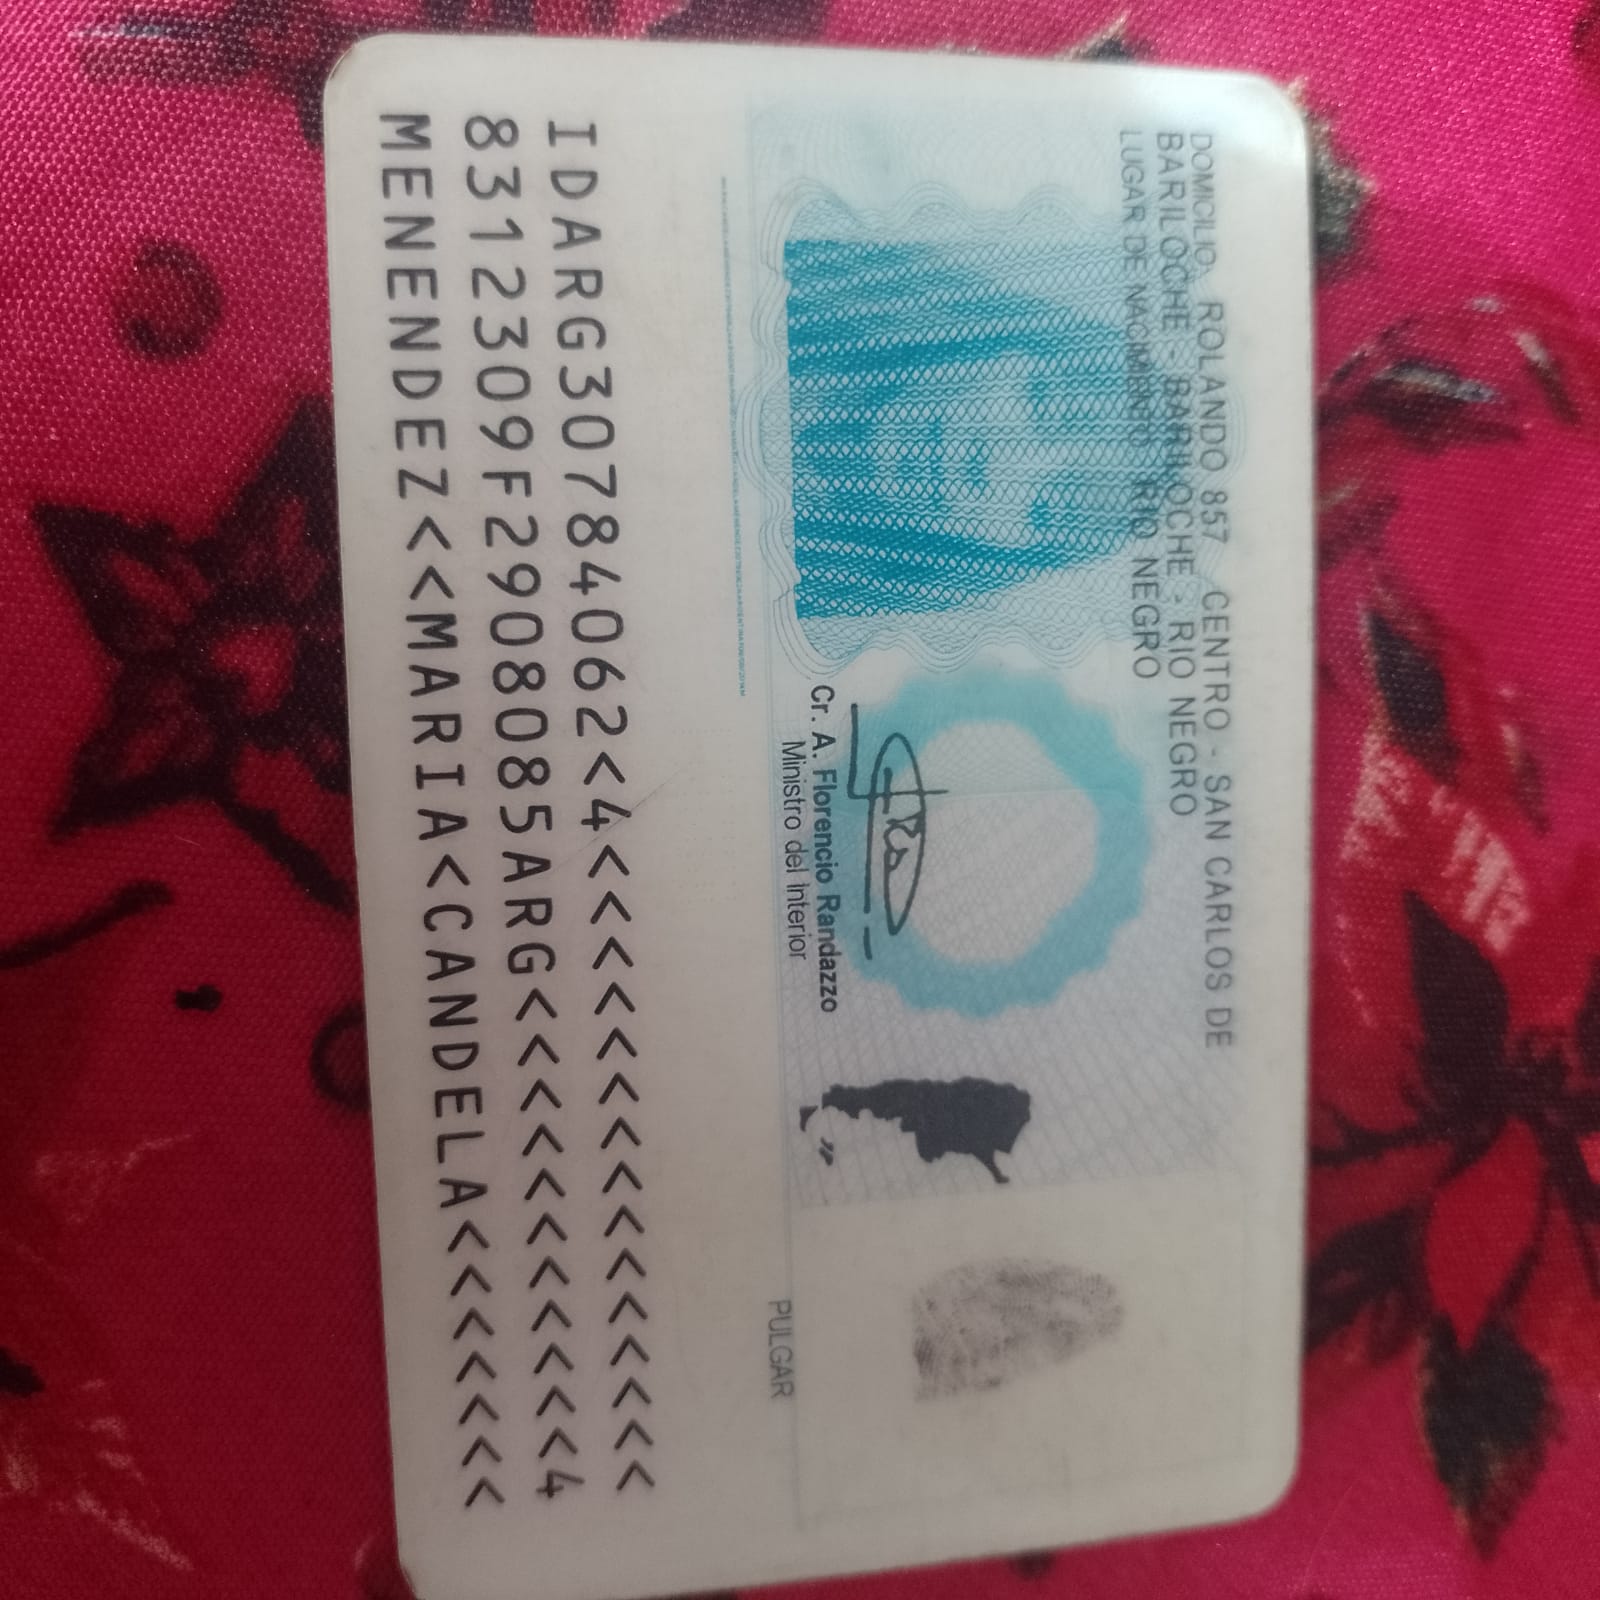 DOMICILIO: ROLANDO 857 CENTRO - SAN CARLOS DE
BARILOCHE - BARILOCHE - RIO NEGRO
LUGAR DE NACIMIENTO: RIO NEGRO
Cr. A. Florencio Randazzo
Ministro del Interior
PULGAR
IDARG30784062<4<<<<<<<<<<<<<<<
8312309F2908085ARG<<<<<<<<<<<4
MENENDEZ<<MARIA<CANDELA<<<<<<<